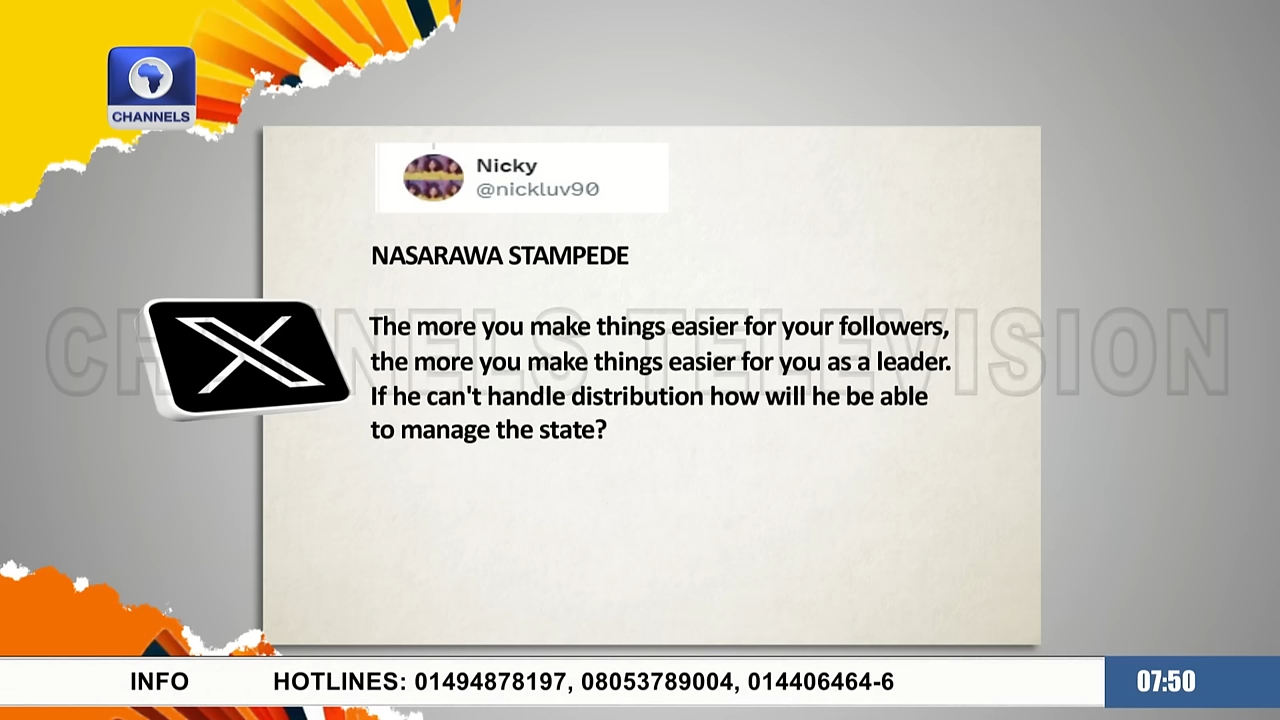 CHANNELS
Nicky
@nickluv90
NASARAWA STAMPEDE
CHANNELS TELEVISION
The more you make things easier for your followers,
the more you make things easier for you as a leader.
If he can't handle distribution how will he be able
to manage the state?
INFO
HOTLINES: 01494878197, 08053789004, 014406464-6
07:50